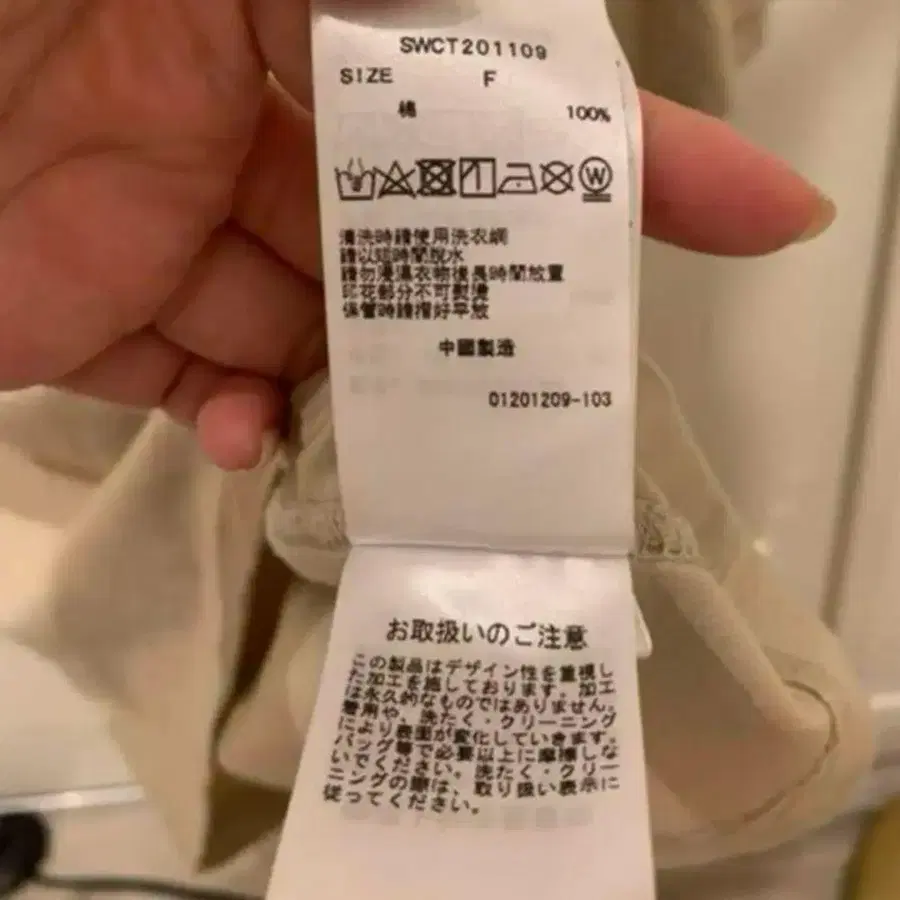 SWCT201109
SIZE F
棉 100%
W
清洗時請使用洗衣網
請以短時間脫水
請勿浸濕衣物後長時間放置
印花部分不可熨燙
保管時請摺好平放
中國製造
01201209-103
お取扱いのご注意
この製品はデザイン性を重視し
た加工を施しております。加工
は永久的なものではありません。
着用や、洗たく・クリーニング
により表面が変化していきます。
バッグ等で必要以上に摩擦しな
いでください。洗たく・クリー
ニングの際は、取り扱い表示に
従ってください。